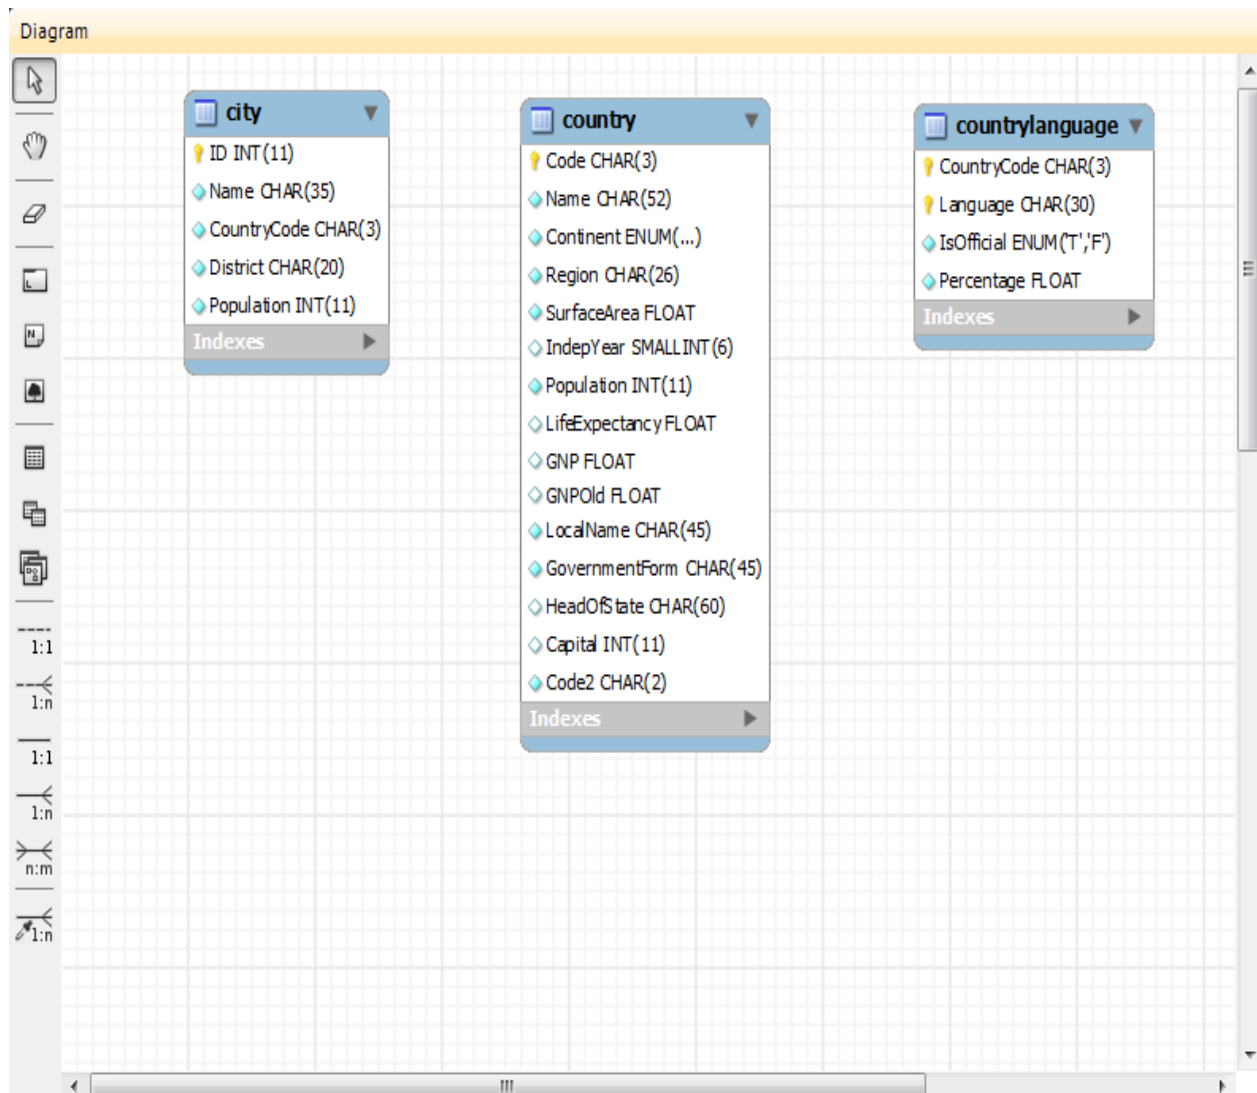 Diagram
city
ID INT(11)
Name CHAR(35)
CountryCode CHAR(3)
District CHAR(20)
Population INT(11)
Indexes
country
Code CHAR(3)
Name CHAR(52)
Continent ENUM(...)
Region CHAR(26)
SurfaceArea FLOAT
IndepYear SMALLINT(6)
Population INT(11)
LifeExpectancy FLOAT
GNP FLOAT
GNPOld FLOAT
LocalName CHAR(45)
GovernmentForm CHAR(45)
HeadOfState CHAR(60)
Capital INT(11)
Code2 CHAR(2)
Indexes
countrylanguage
CountryCode CHAR(3)
Language CHAR(30)
IsOfficial ENUM('T','F')
Percentage FLOAT
Indexes
1:1
1:n
1:1
1:n
n:m
1:n